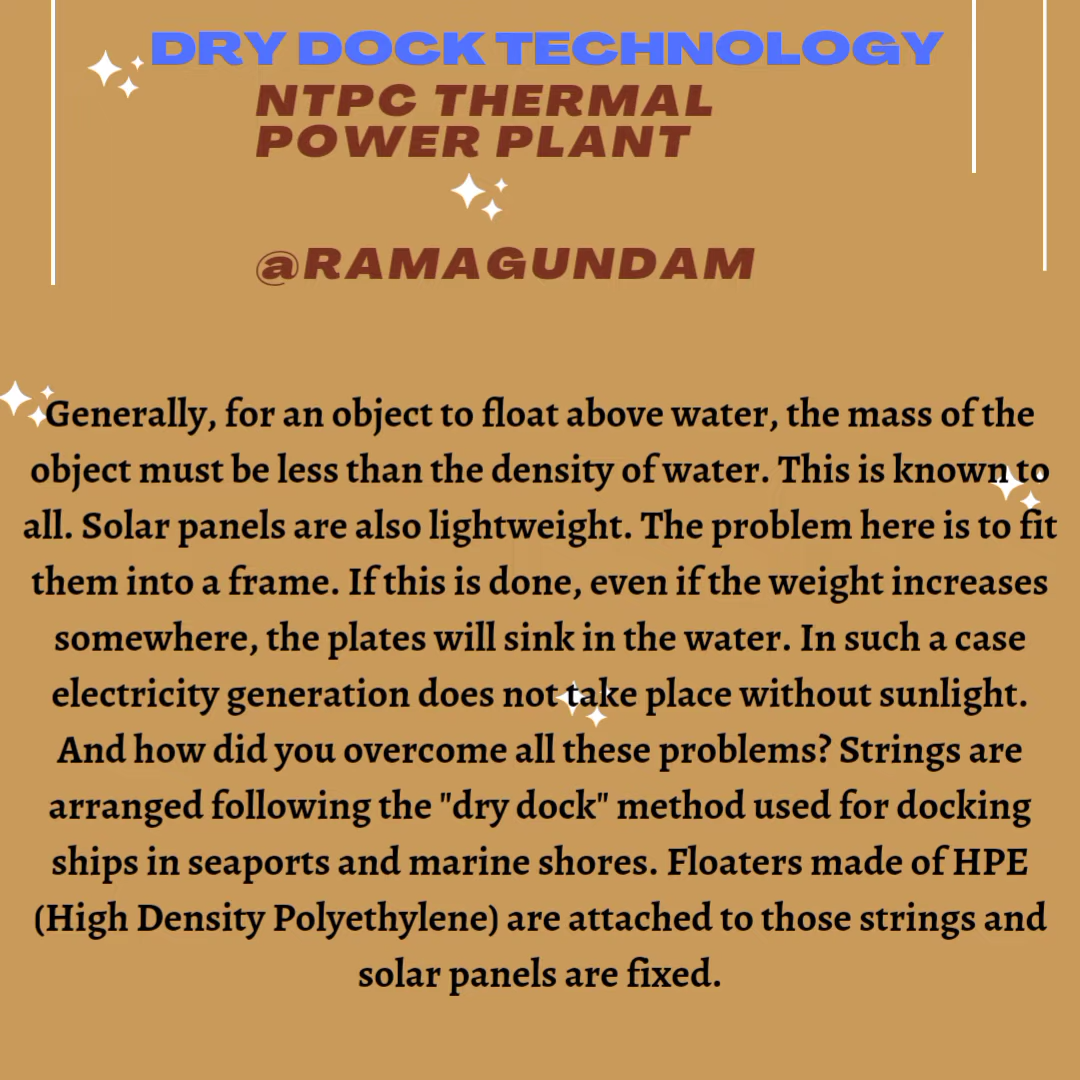 DRY DOCK TECHNOLOGY
NTPC THERMAL
POWER PLANT
@RAMAGUNDAM
Generally, for an object to float above water, the mass of the
object must be less than the density of water. This is known to
all. Solar panels are also lightweight. The problem here is to fit
them into a frame. If this is done, even if the weight increases
somewhere, the plates will sink in the water. In such a case
electricity generation does not take place without sunlight.
And how did you overcome all these problems? Strings are
arranged following the "dry dock" method used for docking
ships in seaports and marine shores. Floaters made of HPE
(High Density Polyethylene) are attached to those strings and
solar panels are fixed.